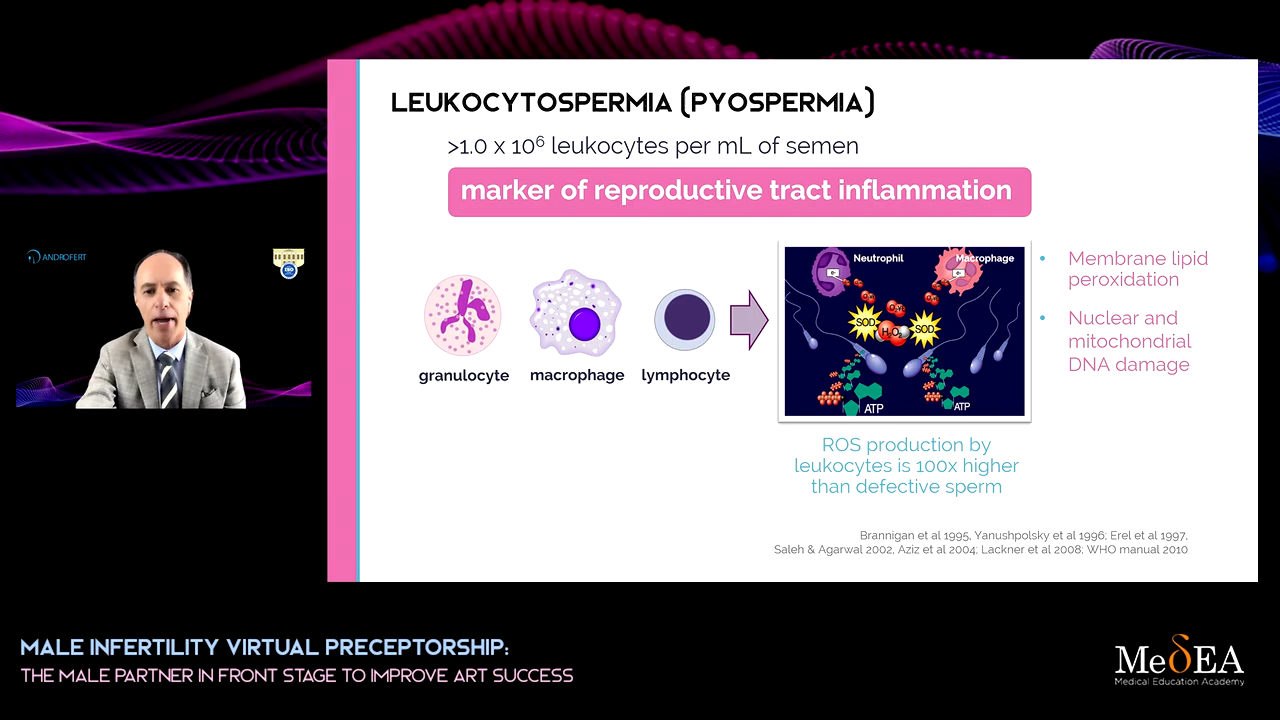 LEUKOCYTOSPERMIA (PYOSPERMIA)
>1.0 x 10⁶ leukocytes per mL of semen
marker of reproductive tract inflammation
ANDROFERT
ISO
granulocyte
macrophage
lymphocyte
Neutrophil
Macrophage
SOD
H₂O₂
SOD
ATP
ATP
• Membrane lipid
peroxidation
• Nuclear and
mitochondrial
DNA damage
ROS production by
leukocytes is 100x higher
than defective sperm
Brannigan et al 1995, Yanushpolsky et al 1996; Erel et al 1997,
Saleh & Agarwal 2002, Aziz et al 2004; Lackner et al 2008; WHO manual 2010
MALE INFERTILITY VIRTUAL PRECEPTORSHIP:
THE MALE PARTNER IN FRONT STAGE TO IMPROVE ART SUCCESS
MeδEA
Medical Education Academy